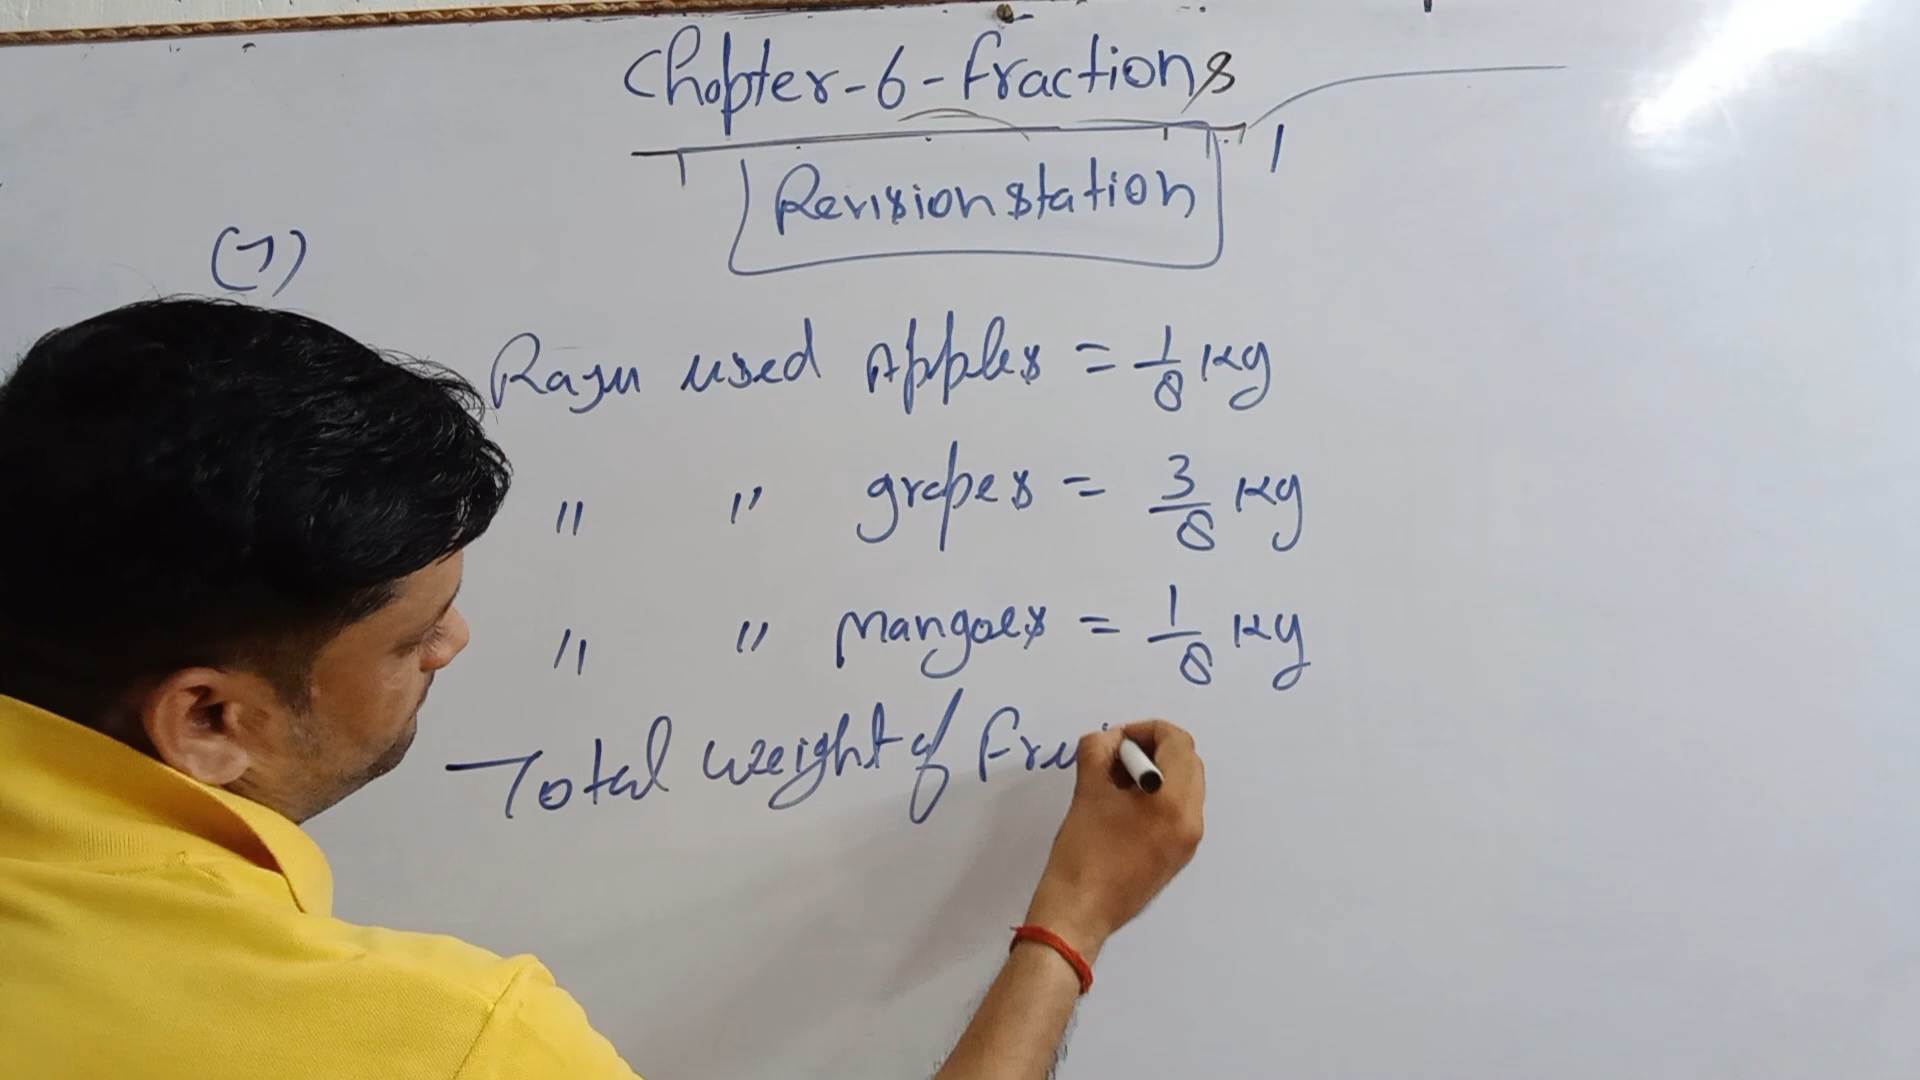 Chapter-6-Fractions
Revision station
(7)
Raju used Apples = 1/8 kg
" " grapes = 3/8 kg
" " Mangoes = 1/8 kg
Total weight of Frui